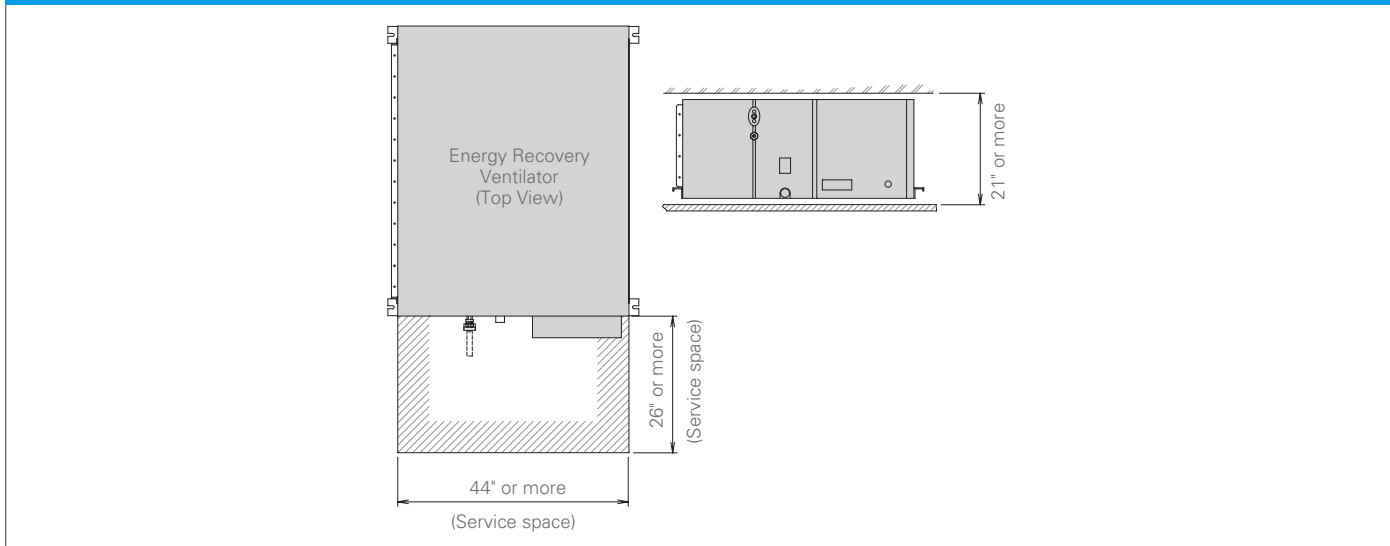 Energy Recovery
Ventilator
(Top View)
21" or more
26" or more
(Service space)
44" or more
(Service space)